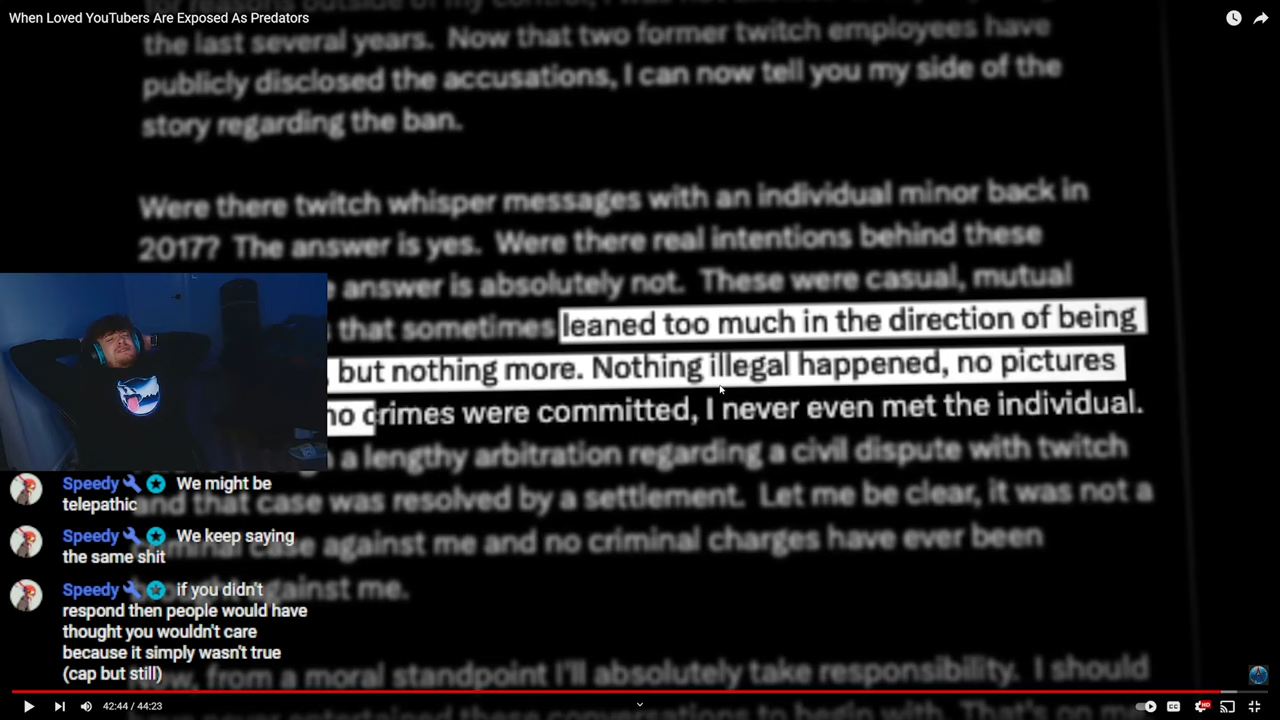 When Loved YouTubers Are Exposed As Predators
the last several years. Now that two former twitch employees have
publicly disclosed the accusations, I can now tell you my side of the
story regarding the ban.
Were there twitch whisper messages with an individual minor back in
2017? The answer is yes. Were there real intentions behind these
answer is absolutely not. These were casual, mutual
that sometimes leaned too much in the direction of being
, but nothing more. Nothing illegal happened, no pictures
no crimes were committed, I never even met the individual.
a lengthy arbitration regarding a civil dispute with twitch
and that case was resolved by a settlement. Let me be clear, it was not a
case against me and no criminal charges have ever been
against me.
Now, from a moral standpoint I'll absolutely take responsibility. I should
Speedy We might be
telepathic
Speedy We keep saying
the same shit
Speedy if you didn't
respond then people would have
thought you wouldn't care
because it simply wasn't true
(cap but still)
42:44 / 44:23
CC
HD